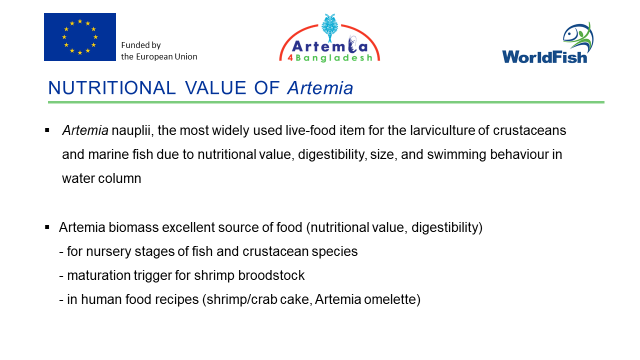 Funded by
the European Union
Artemia
4Bangladesh
WorldFish
NUTRITIONAL VALUE OF Artemia
▪ Artemia nauplii, the most widely used live-food item for the larviculture of crustaceans
and marine fish due to nutritional value, digestibility, size, and swimming behaviour in
water column
▪ Artemia biomass excellent source of food (nutritional value, digestibility)
- for nursery stages of fish and crustacean species
- maturation trigger for shrimp broodstock
- in human food recipes (shrimp/crab cake, Artemia omelette)